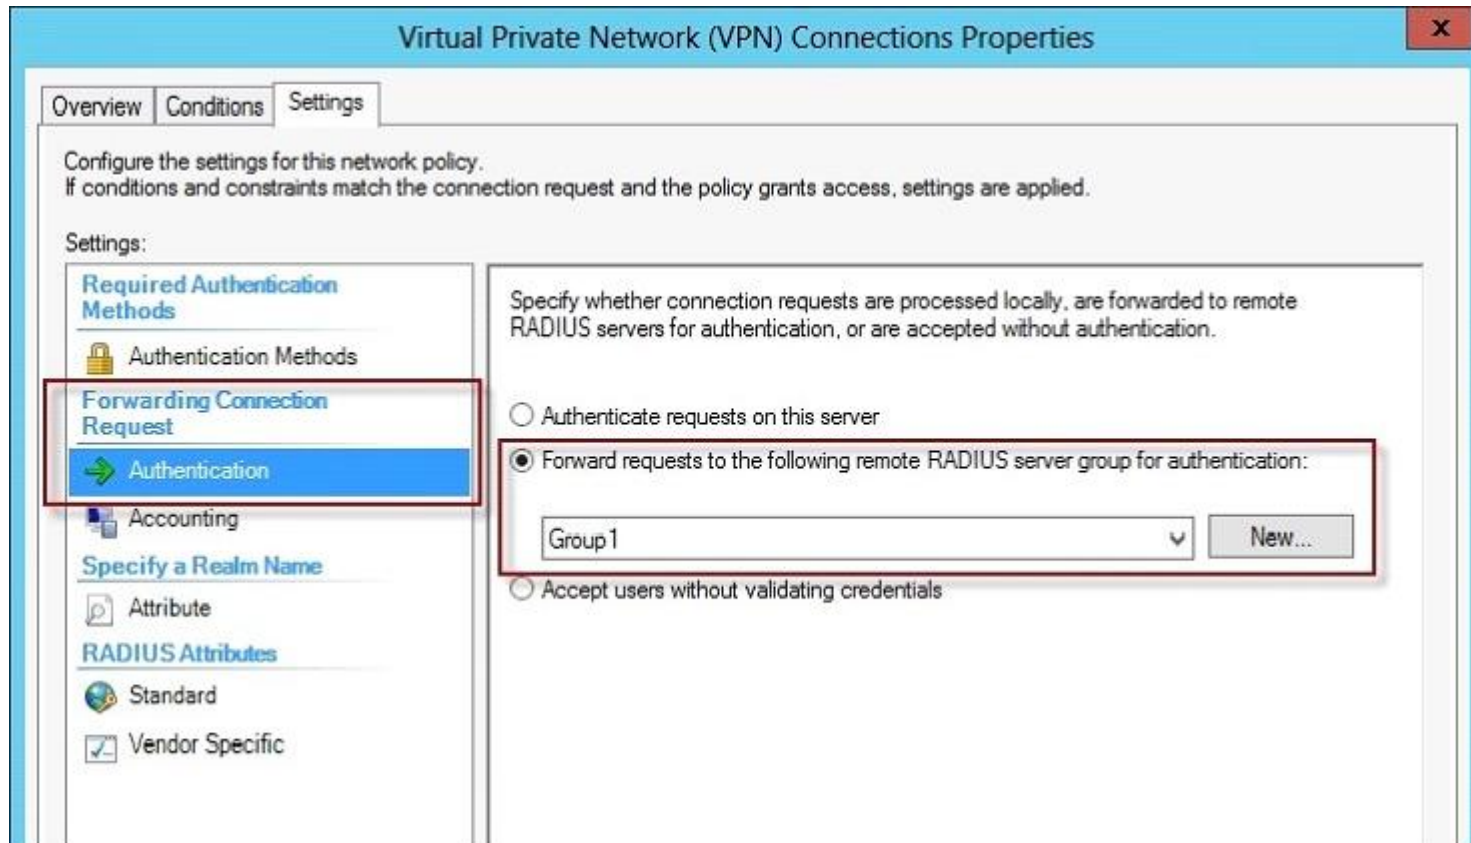 Virtual Private Network (VPN) Connections Properties
x
Overview
Conditions
Settings
Configure the settings for this network policy.
If conditions and constraints match the connection request and the policy grants access, settings are applied.
Settings:
Required Authentication
Methods
Authentication Methods
Forwarding Connection
Request
Authentication
Accounting
Specify a Realm Name
Attribute
RADIUS Attributes
Standard
Vendor Specific
Specify whether connection requests are processed locally, are forwarded to remote
RADIUS servers for authentication, or are accepted without authentication.
Authenticate requests on this server
Forward requests to the following remote RADIUS server group for authentication:
Group1
New...
Accept users without validating credentials